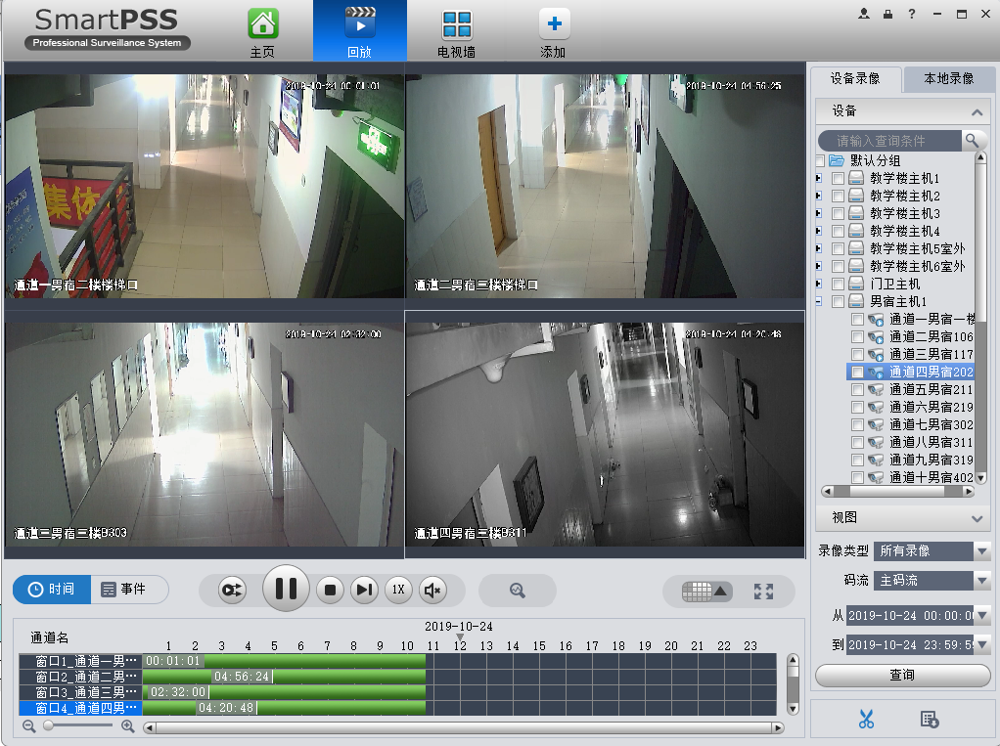 SmartPSS
Professional Surveillance System
主页
回放
电视墙
添加
?
2019-10-24 00:01:01
集体
通道一男宿二楼楼梯口
2019-10-24 04:56:25
通道二男宿三楼楼梯口
2019-10-24 02:32:00
通道三男宿三楼B303
2019-10-24 04:20:48
通道四男宿三楼B311
设备录像
本地录像
设备
请输入查询条件
默认分组
教学楼主机1
教学楼主机2
教学楼主机3
教学楼主机4
教学楼主机5室外
教学楼主机6室外
门卫主机
男宿主机1
通道一男宿一楼
通道二男宿106
通道三男宿117
通道四男宿202
通道五男宿211
通道六男宿219
通道七男宿302
通道八男宿311
通道九男宿319
通道十男宿402
视图
录像类型 所有录像
码流 主码流
从 2019-10-24 00:00:0
到 2019-10-24 23:59:5
查询
时间
事件
1X
2019-10-24
通道名
1 2 3 4 5 6 7 8 9 10 11 12 13 14 15 16 17 18 19 20 21 22 23
窗口1_通道一男… 00:01:01
窗口2_通道二男… 04:56:24
窗口3_通道三男… 02:32:00
窗口4_通道四男… 04:20:48